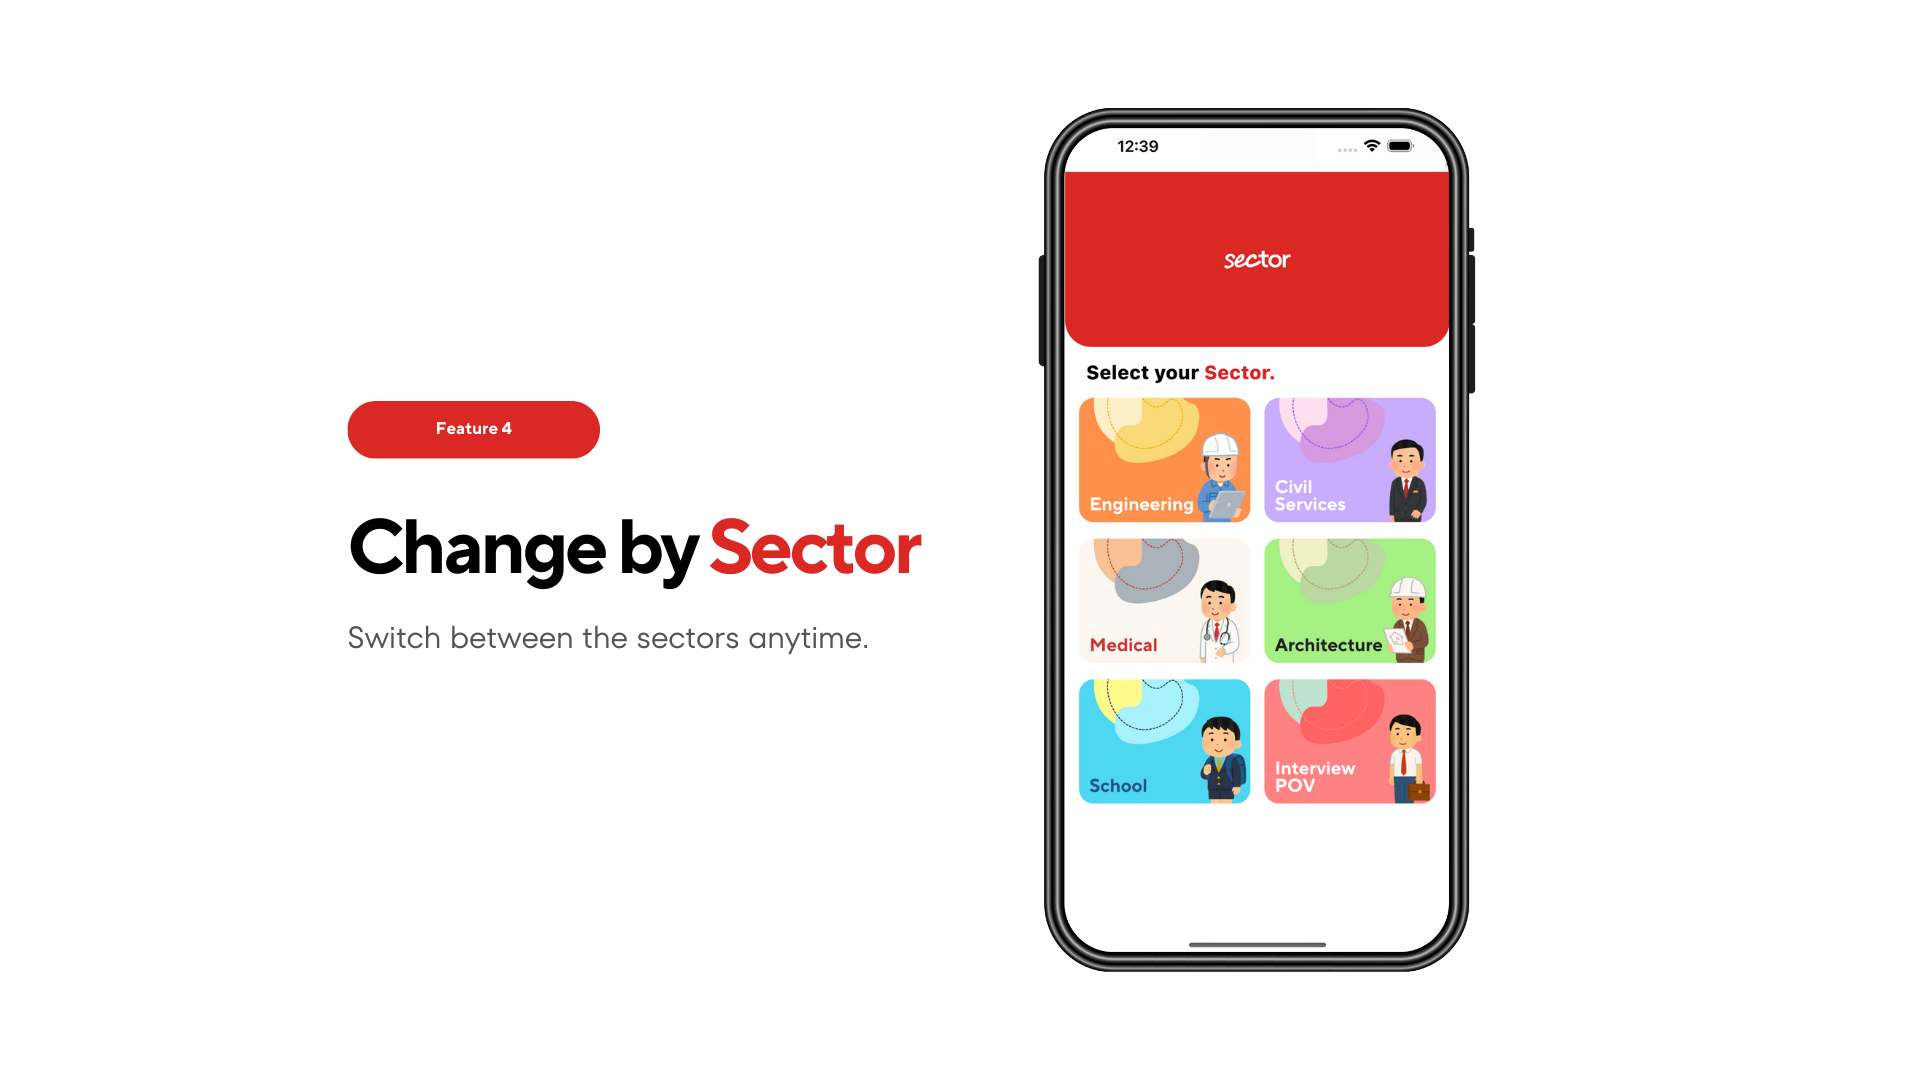 Feature 4
Change by Sector
Switch between the sectors anytime.
12:39
sector
Select your Sector.
Engineering
Civil
Services
Medical
Architecture
School
Interview
POV